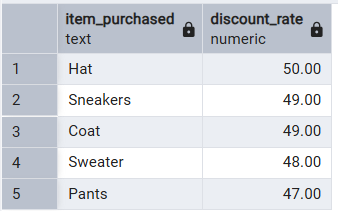 item_purchased discount_rate
text numeric
1 Hat 50.00
2 Sneakers 49.00
3 Coat 49.00
4 Sweater 48.00
5 Pants 47.00